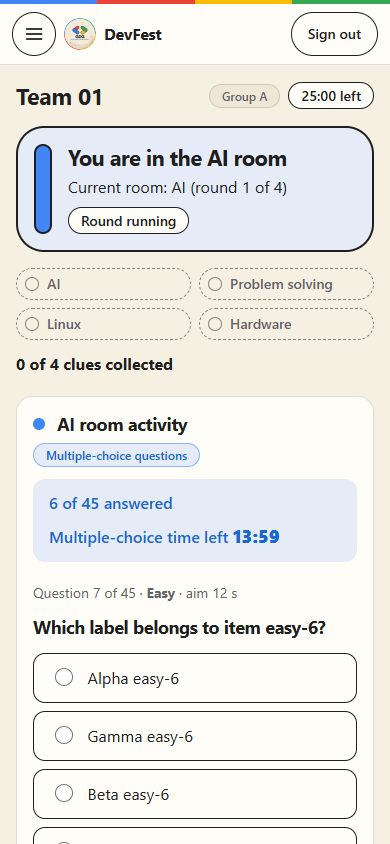 DevFest
Sign out
Team 01
Group A
25:00 left
You are in the AI room
Current room: AI (round 1 of 4)
Round running
AI
Problem solving
Linux
Hardware
0 of 4 clues collected
AI room activity
Multiple-choice questions
6 of 45 answered
Multiple-choice time left 13:59
Question 7 of 45 · Easy · aim 12 s
Which label belongs to item easy-6?
Alpha easy-6
Gamma easy-6
Beta easy-6